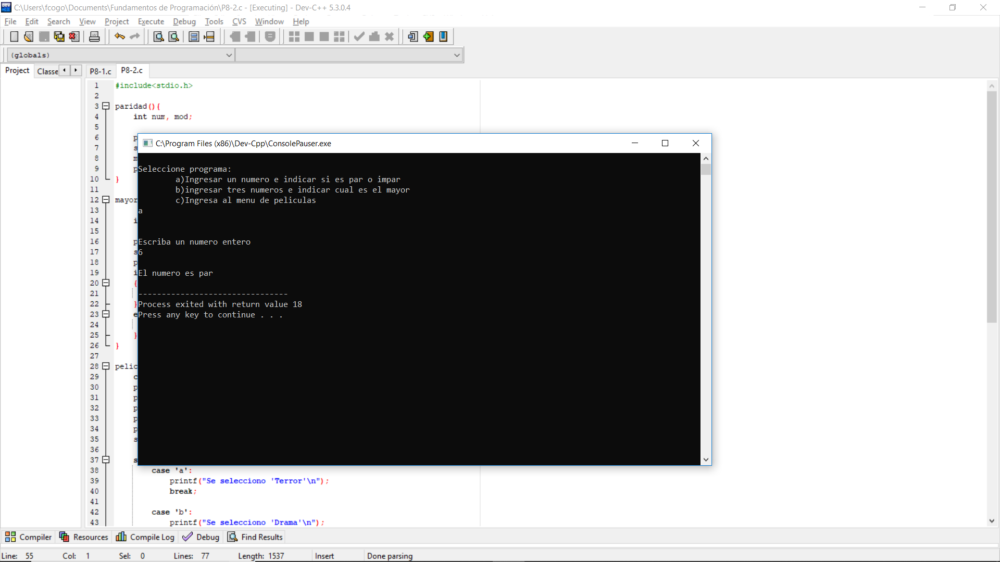 C:\Users\fcogo\Documents\Fundamentos de Programación\P8-2.c - [Executing] - Dev-C++ 5.3.0.4
File Edit Search View Project Execute Debug Tools CVS Window Help
(globals)
Project Classe P8-1.c P8-2.c
1 #include<stdio.h>
2
3 paridad(){
4 int num, mod;
5
6 p
7 s
8 m
9 p
10 }
11
12 mayor
13
14 i
15
16 p
17 s
18 p
19 i
20 {
21
22 }
23 e
24
25 }
26 }
27
28 pelic
29 c
30 p
31 p
32 p
33 p
34 p
35 s
36
37 s
38 case 'a':
39 printf("Se selecciono 'Terror'\n");
40 break;
41
42 case 'b':
43 printf("Se selecciono 'Drama'\n");
C:\Program Files (x86)\Dev-Cpp\ConsolePauser.exe
Seleccione programa:
a)Ingresar un numero e indicar si es par o impar
b)ingresar tres numeros e indicar cual es el mayor
c)Ingresa al menu de peliculas
a
Escriba un numero entero
6
El numero es par
--------------------------------
Process exited with return value 18
Press any key to continue . . .
Compiler Resources Compile Log Debug Find Results
Line: 55 Col: 1 Sel: 0 Lines: 77 Length: 1537 Insert Done parsing